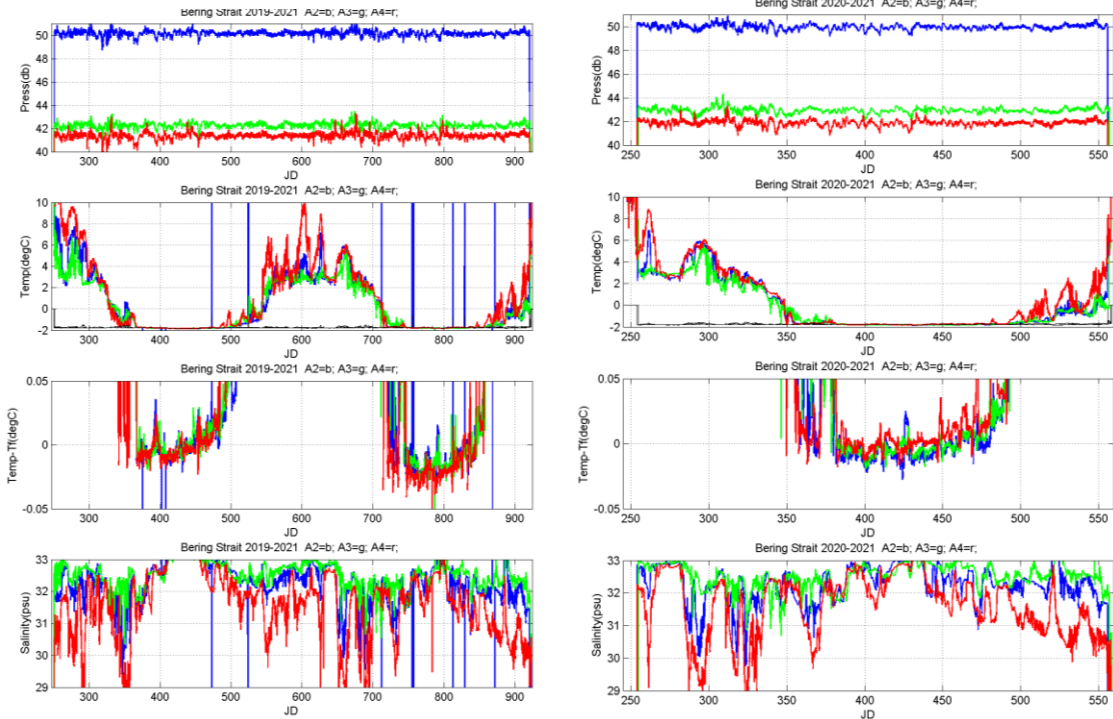 Bering Strait 2019-2021 A2=b; A3=g; A4=r;
Press(db)
50
48
46
44
42
40
300 400 500 600 700 800 900
JD
Bering Strait 2019-2021 A2=b; A3=g; A4=r;
Temp(degC)
10
8
6
4
2
0
-2
300 400 500 600 700 800 900
JD
Bering Strait 2019-2021 A2=b; A3=g; A4=r;
Temp-Tf(degC)
0.05
0
-0.05
300 400 500 600 700 800 900
JD
Bering Strait 2019-2021 A2=b; A3=g; A4=r;
Salinity(psu)
33
32
31
30
29
300 400 500 600 700 800 900
JD
Bering Strait 2020-2021 A2=b; A3=g; A4=r;
Press(db)
50
48
46
44
42
40
250 300 350 400 450 500 550
JD
Bering Strait 2020-2021 A2=b; A3=g; A4=r;
Temp(degC)
10
8
6
4
2
0
-2
250 300 350 400 450 500 550
JD
Bering Strait 2020-2021 A2=b; A3=g; A4=r;
Temp-Tf(degC)
0.05
0
-0.05
250 300 350 400 450 500 550
JD
Bering Strait 2020-2021 A2=b; A3=g; A4=r;
Salinity(psu)
33
32
31
30
29
250 300 350 400 450 500 550
JD